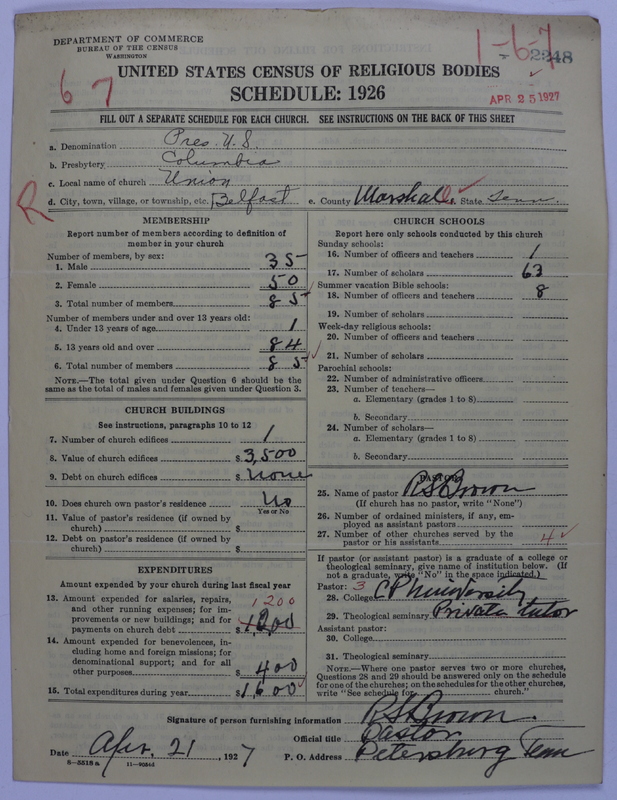 DEPARTMENT OF COMMERCE
BUREAU OF THE CENSUS
WASHINGTON
1-6-7
2248
6 7
UNITED STATES CENSUS OF RELIGIOUS BODIES
SCHEDULE: 1926
APR 25 1927
FILL OUT A SEPARATE SCHEDULE FOR EACH CHURCH. SEE INSTRUCTIONS ON THE BACK OF THIS SHEET
a. Denomination Pres. U.S.
b. Presbytery Columbia
c. Local name of church Union
d. City, town, village, or township, etc. Belfast e. County Marshall f. State Tenn.
R
MEMBERSHIP
Report number of members according to definition of
member in your church
Number of members, by sex:
1. Male 35
2. Female 50
3. Total number of members 85
Number of members under and over 13 years old:
4. Under 13 years of age 1
5. 13 years old and over 84
6. Total number of members 85
NOTE.—The total given under Question 6 should be the
same as the total of males and females given under Question 3.
CHURCH BUILDINGS
See instructions, paragraphs 10 to 12
7. Number of church edifices 1
8. Value of church edifices $ 3,500
9. Debt on church edifices $ none
10. Does church own pastor's residence No
Yes or No
11. Value of pastor's residence (if owned by
church) $
12. Debt on pastor's residence (if owned by
church) $
EXPENDITURES
Amount expended by your church during last fiscal year
13. Amount expended for salaries, repairs,
and other running expenses; for im-
provements or new buildings; and for
payments on church debt $ 1200
14. Amount expended for benevolences, in-
cluding home and foreign missions; for
denominational support; and for all
other purposes $ 400
15. Total expenditures during year $ 1600
CHURCH SCHOOLS
Report here only schools conducted by this church
Sunday schools:
16. Number of officers and teachers 1
17. Number of scholars 63
Summer vacation Bible schools:
18. Number of officers and teachers 8
19. Number of scholars
Week-day religious schools:
20. Number of officers and teachers
21. Number of scholars
Parochial schools:
22. Number of administrative officers
23. Number of teachers—
a. Elementary (grades 1 to 8)
b. Secondary
24. Number of scholars—
a. Elementary (grades 1 to 8)
b. Secondary
PASTOR
25. Name of pastor R S Brown
(If church has no pastor, write "None")
26. Number of ordained ministers, if any, em-
ployed as assistant pastors
27. Number of other churches served by the
pastor or his assistants 4
If pastor (or assistant pastor) is a graduate of a college or
theological seminary, give name of institution below. (If
not a graduate, write "No" in the space indicated.)
Pastor: 3
28. College C P University
29. Theological seminary Private tutor
Assistant pastor:
30. College
31. Theological seminary
NOTE.—Where one pastor serves two or more churches,
Questions 28 and 29 should be answered only on the schedule
for one of the churches; on the schedules for the other churches,
write "See schedule for church."
Signature of person furnishing information R S Brown.
Official title Pastor
Date Apr. 21, 1927 P. O. Address Petersburg Tenn
8-5518a 11-9034d